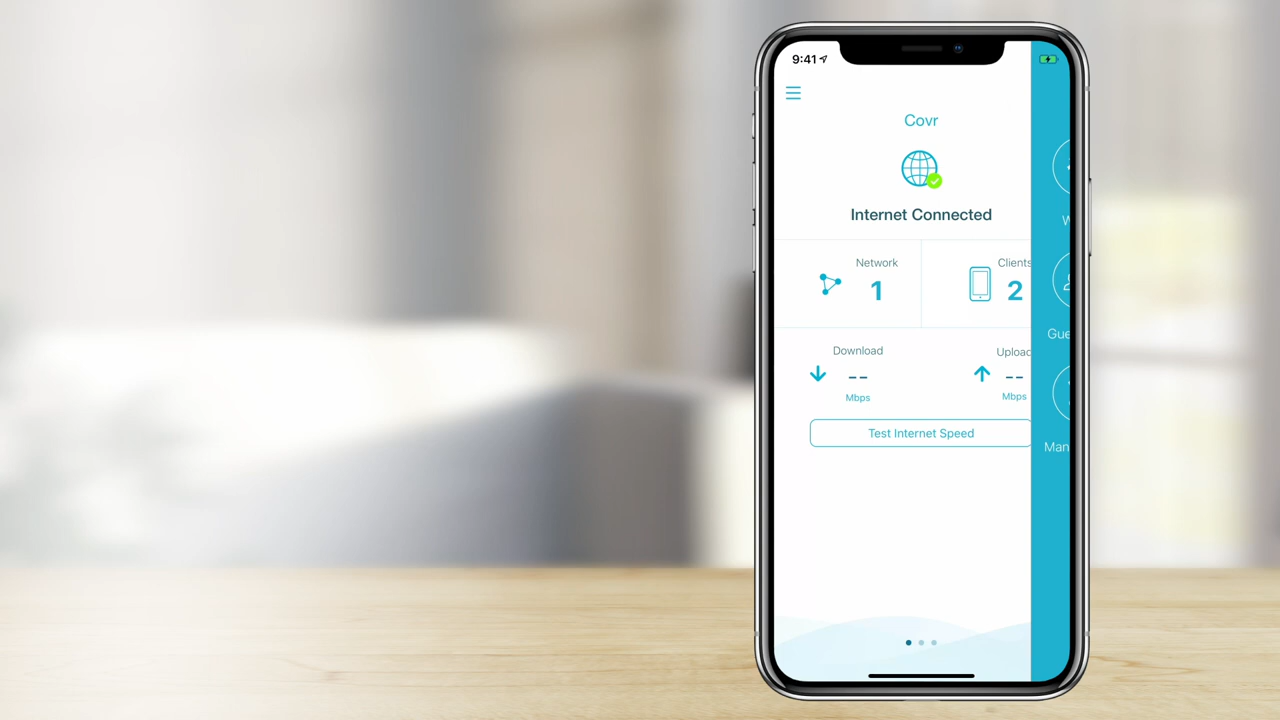 9:41
Covr
Internet Connected
Network
1
Clients
2
Download
--
Mbps
Upload
--
Mbps
Test Internet Speed
W
Gue
Man